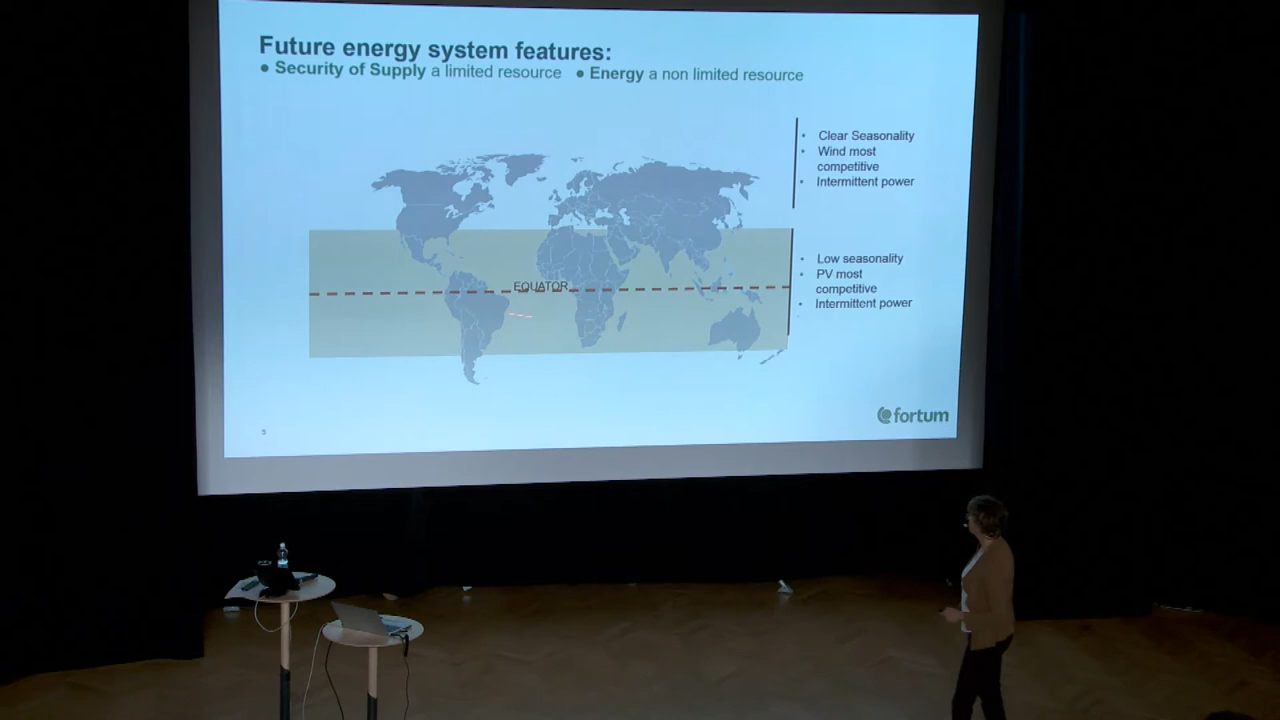 Future energy system features:
• Security of Supply a limited resource • Energy a non limited resource
• Clear Seasonality
• Wind most
competitive
• Intermittent power
EQUATOR
• Low seasonality
• PV most
competitive
• Intermittent power
fortum
5